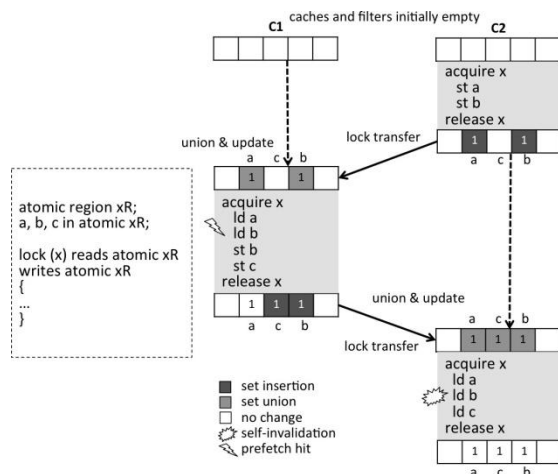 caches and filters initially empty
C1
C2
acquire x
st a
st b
release x
1 1
a c b
lock transfer
union & update
a c b
1 1
acquire x
ld a
ld b
st b
st c
release x
1 1 1
a c b
atomic region xR;
a, b, c in atomic xR;
lock (x) reads atomic xR
writes atomic xR
{
...
}
union & update
lock transfer
a c b
1 1 1
acquire x
ld a
ld b
ld c
release x
1 1 1
a c b
set insertion
set union
no change
self-invalidation
prefetch hit